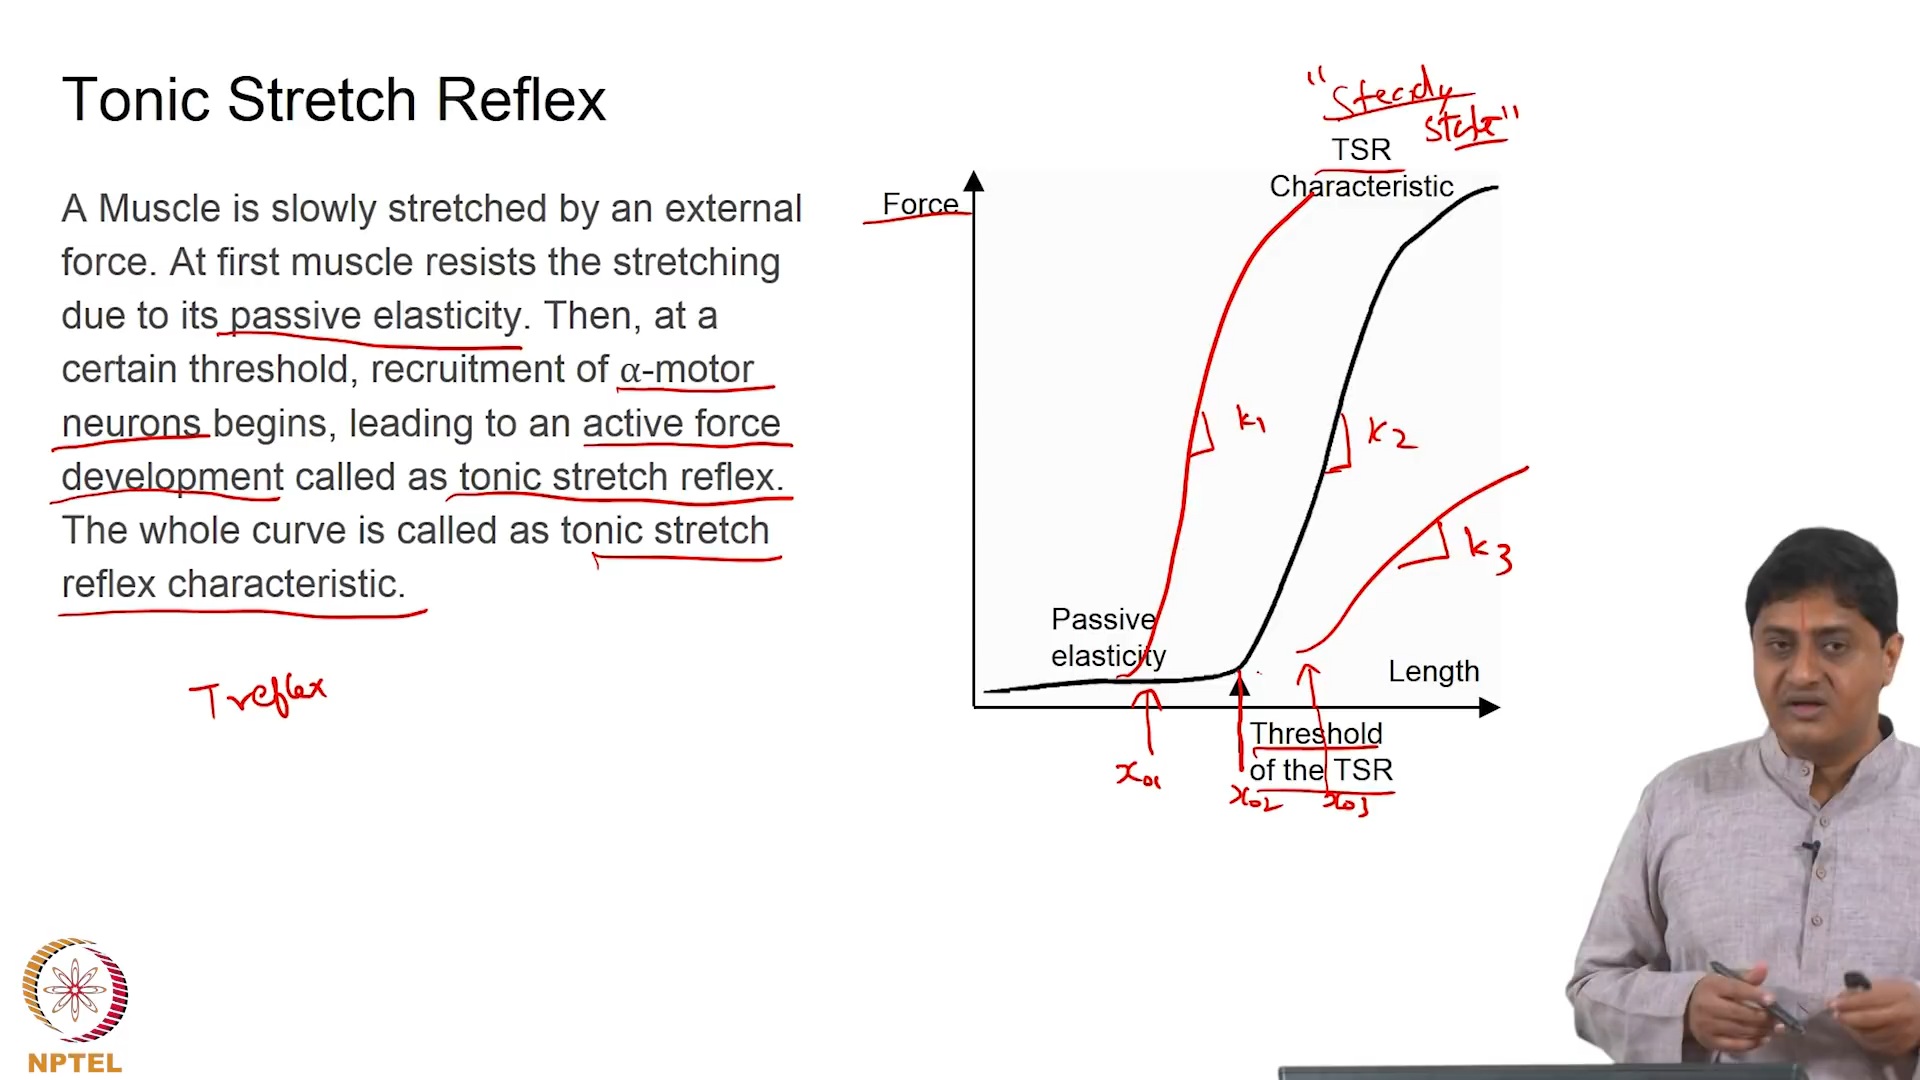 Tonic Stretch Reflex
A Muscle is slowly stretched by an external
force. At first muscle resists the stretching
due to its passive elasticity. Then, at a
certain threshold, recruitment of α-motor
neurons begins, leading to an active force
development called as tonic stretch reflex.
The whole curve is called as tonic stretch
reflex characteristic.
T reflex
"Steady
State"
TSR
Characteristic
Force
K1
K2
K3
Passive
elasticity
Length
Threshold
of the TSR
x01
x02
x03
NPTEL